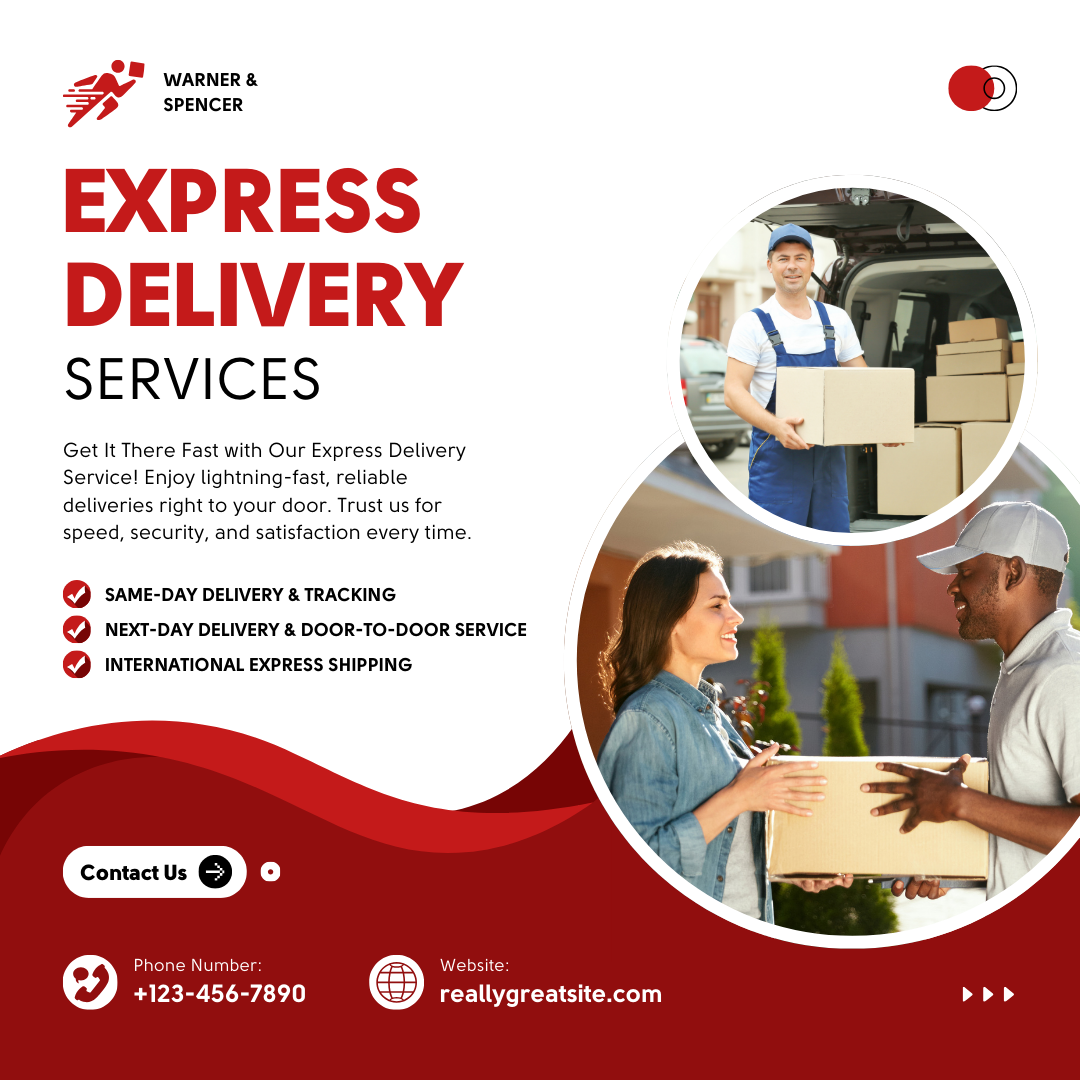 WARNER &
SPENCER
EXPRESS
DELIVERY
SERVICES
Get It There Fast with Our Express Delivery
Service! Enjoy lightning-fast, reliable
deliveries right to your door. Trust us for
speed, security, and satisfaction every time.
SAME-DAY DELIVERY & TRACKING
NEXT-DAY DELIVERY & DOOR-TO-DOOR SERVICE
INTERNATIONAL EXPRESS SHIPPING
Contact Us
Phone Number:
+123-456-7890
Website:
reallygreatsite.com